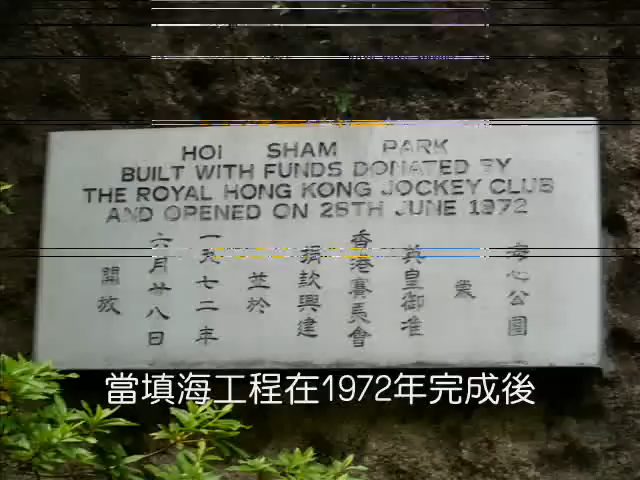 HOI SHAM PARK
BUILT WITH FUNDS DONATED BY
THE ROYAL HONG KONG JOCKEY CLUB
AND OPENED ON 28TH JUNE 1972
海心公園
蒙
英皇御准
香港賽馬會
捐款興建
並於
一九七二年
六月廿八日
開放
當填海工程在1972年完成後